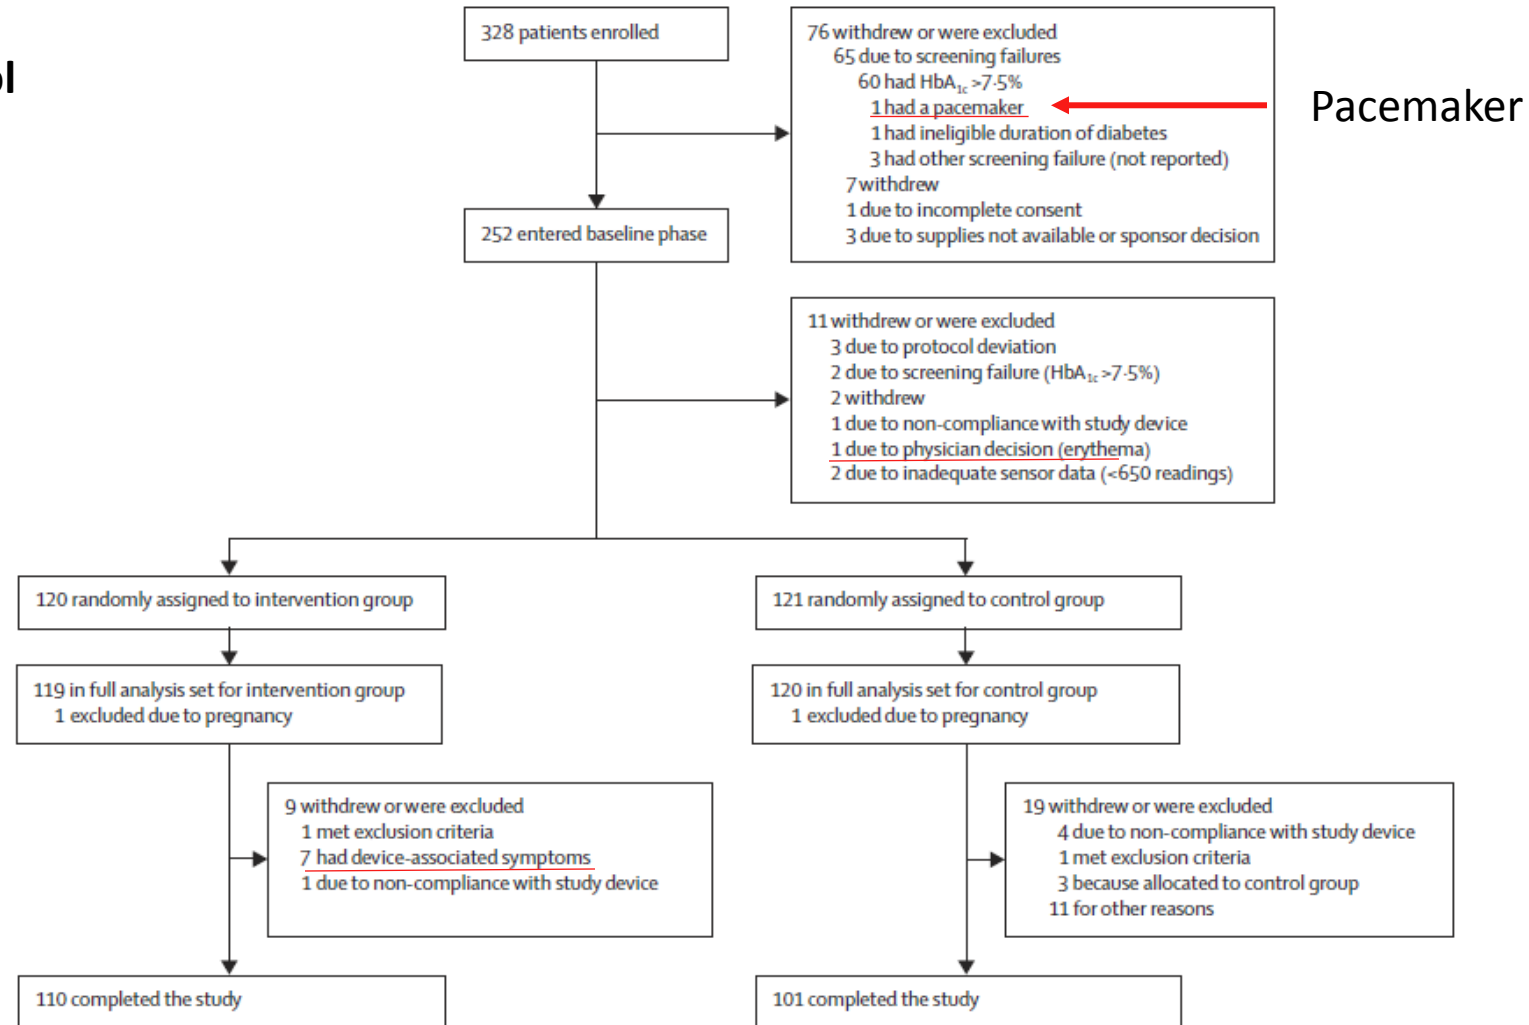 ol
328 patients enrolled
76 withdrew or were excluded
65 due to screening failures
60 had HbA1c >7·5%
1 had a pacemaker
1 had ineligible duration of diabetes
3 had other screening failure (not reported)
7 withdrew
1 due to incomplete consent
3 due to supplies not available or sponsor decision
Pacemaker
252 entered baseline phase
11 withdrew or were excluded
3 due to protocol deviation
2 due to screening failure (HbA1c >7·5%)
2 withdrew
1 due to non-compliance with study device
1 due to physician decision (erythema)
2 due to inadequate sensor data (<650 readings)
120 randomly assigned to intervention group
121 randomly assigned to control group
119 in full analysis set for intervention group
1 excluded due to pregnancy
120 in full analysis set for control group
1 excluded due to pregnancy
9 withdrew or were excluded
1 met exclusion criteria
7 had device-associated symptoms
1 due to non-compliance with study device
19 withdrew or were excluded
4 due to non-compliance with study device
1 met exclusion criteria
3 because allocated to control group
11 for other reasons
110 completed the study
101 completed the study